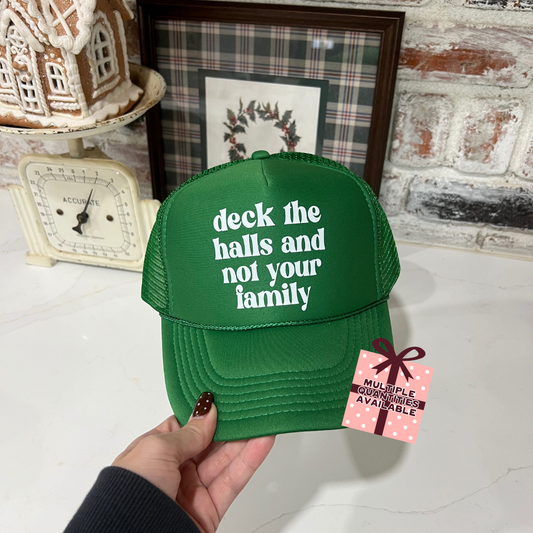 ACCURATE
deck the
halls and
not your
family
MULTIPLE
QUANTITIES
AVAILABLE